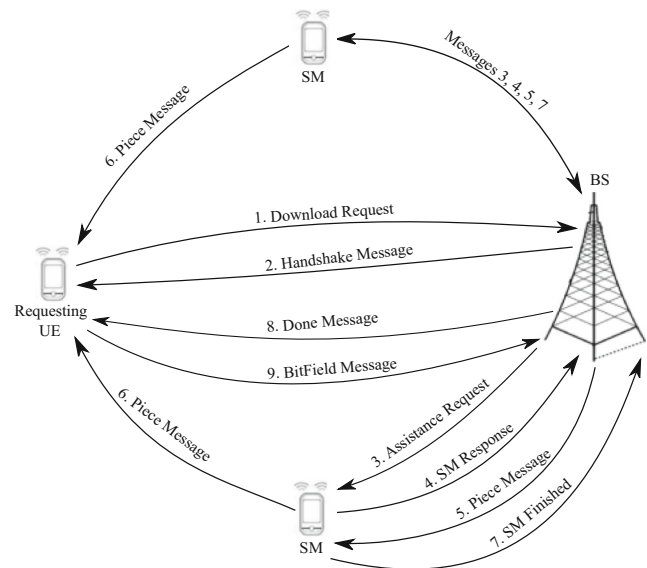 SM
Messages 3, 4, 5, 7
6. Piece Message
BS
1. Download Request
2. Handshake Message
Requesting
UE
8. Done Message
9. BitField Message
6. Piece Message
3. Assistance Request
4. SM Response
5. Piece Message
7. SM Finished
SM